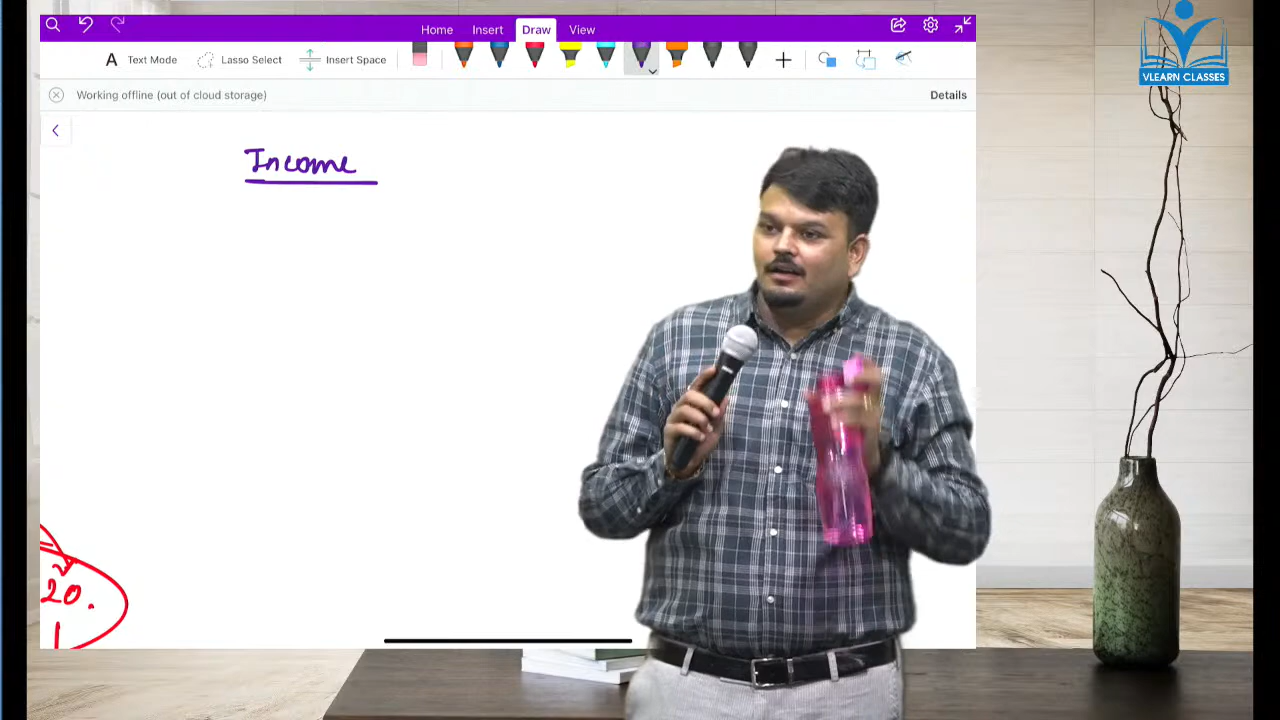 Home Insert Draw View
VLEARN CLASSES
A Text Mode Lasso Select Insert Space
Working offline (out of cloud storage) Details
Income
20.